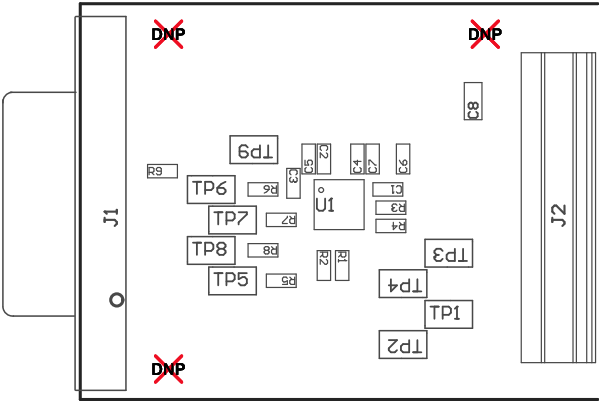 DNP
DNP
C8
TP9
C5
C2
C4
C7
C6
R9
C3
TP6
R6
U1
C1
J1
TP7
R7
R3
J2
R4
TP8
R8
R2
R1
TP3
TP5
R5
TP4
TP1
TP2
DNP